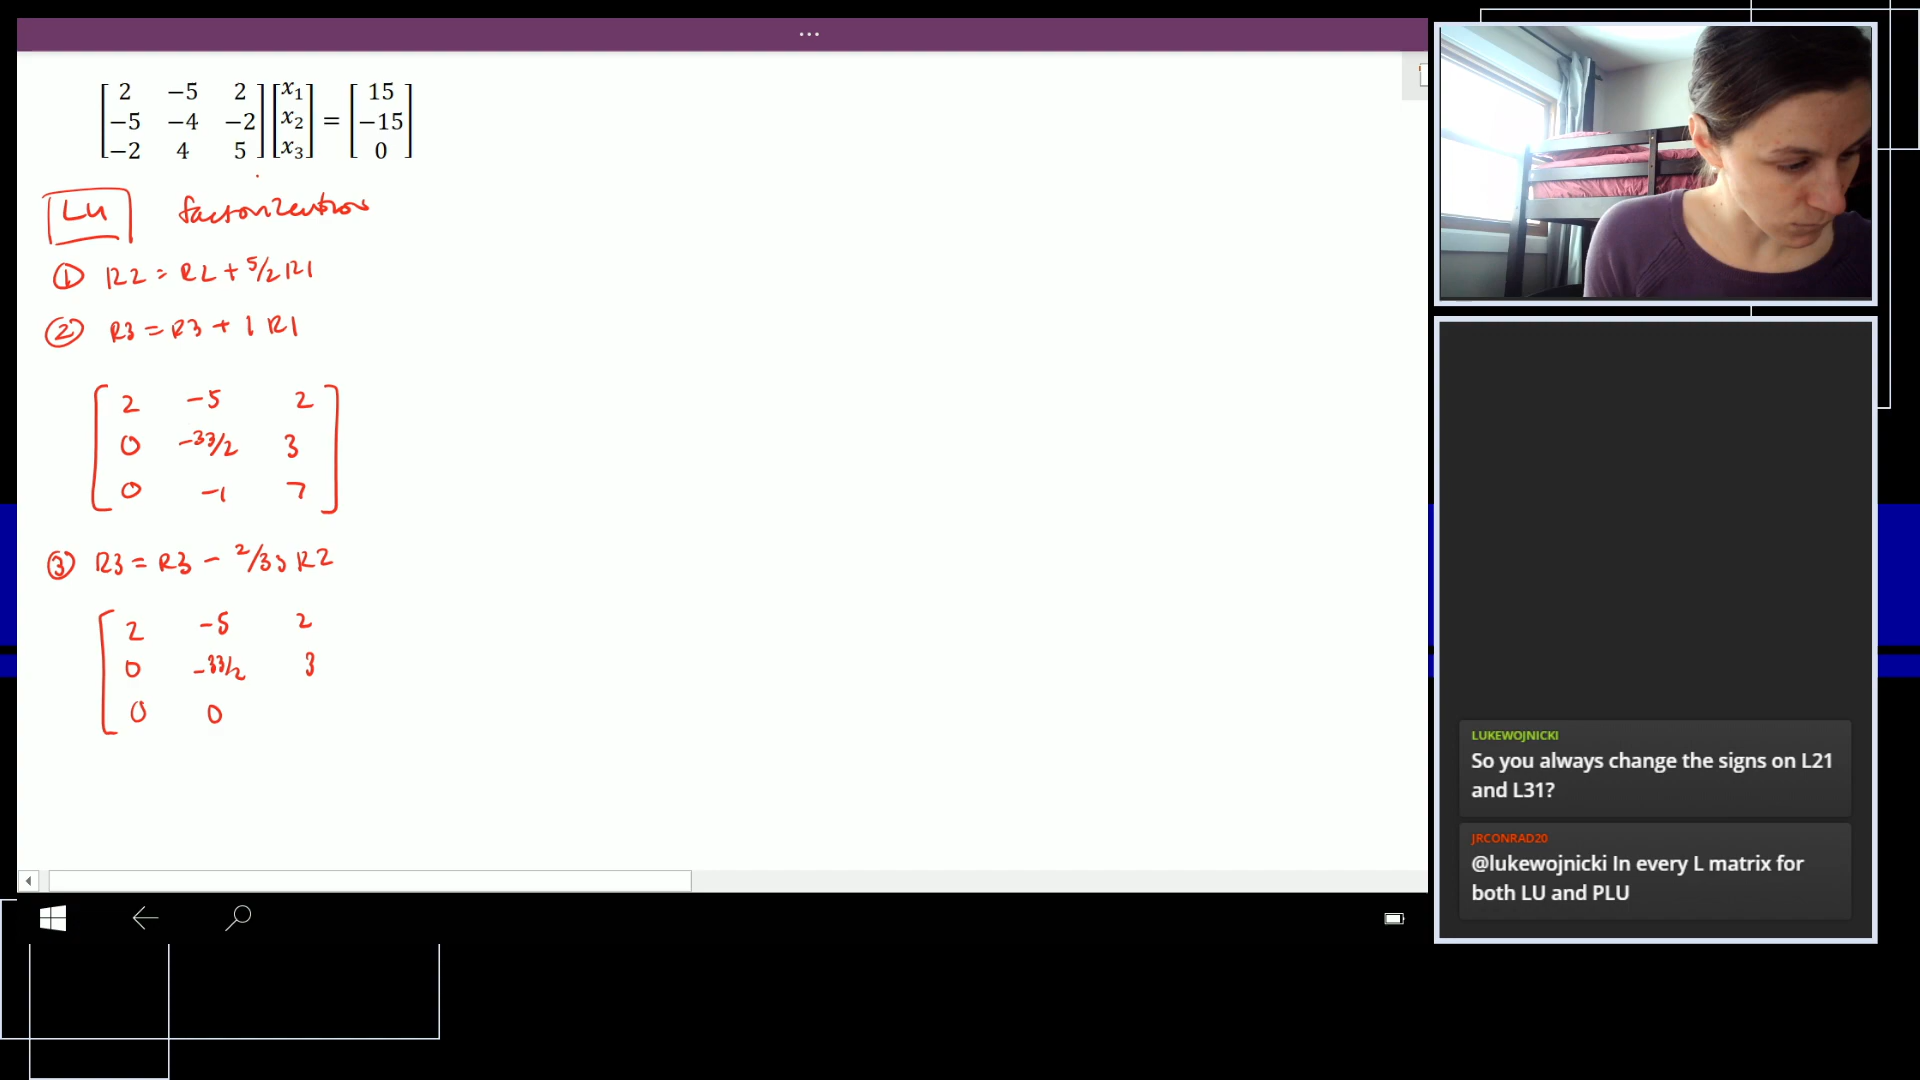 ...
2 −5 2 x₁ 15
−5 −4 −2 x₂ = −15
−2 4 5 x₃ 0
LU factorization
① R2 = R2 + 5/2 R1
② R3 = R3 + 1 R1
2 -5 2
0 -33/2 3
0 -1 7
③ R3 = R3 - 2/33 R2
2 -5 2
0 -33/2 3
0 0
LUKEWOJNICKI
So you always change the signs on L21
and L31?
JRCONRAD20
@lukewojnicki In every L matrix for
both LU and PLU